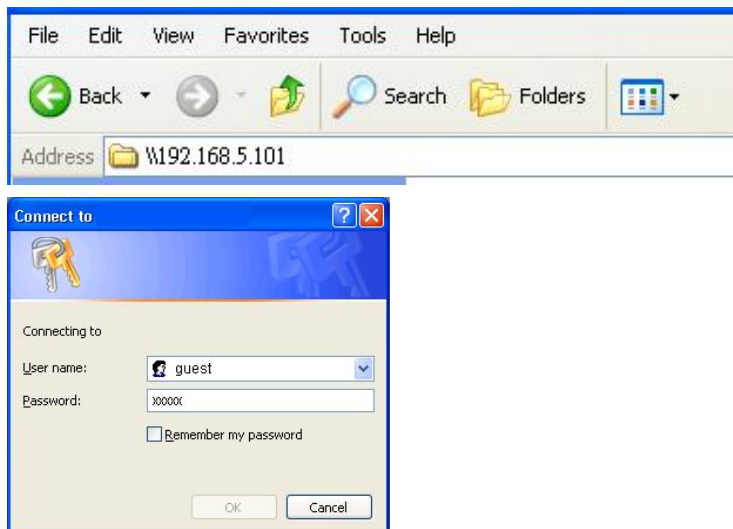 File Edit View Favorites Tools Help
Back Search Folders
Address \\192.168.5.101
Connect to
Connecting to
User name: guest
Password: xxxxx
Remember my password
OK Cancel